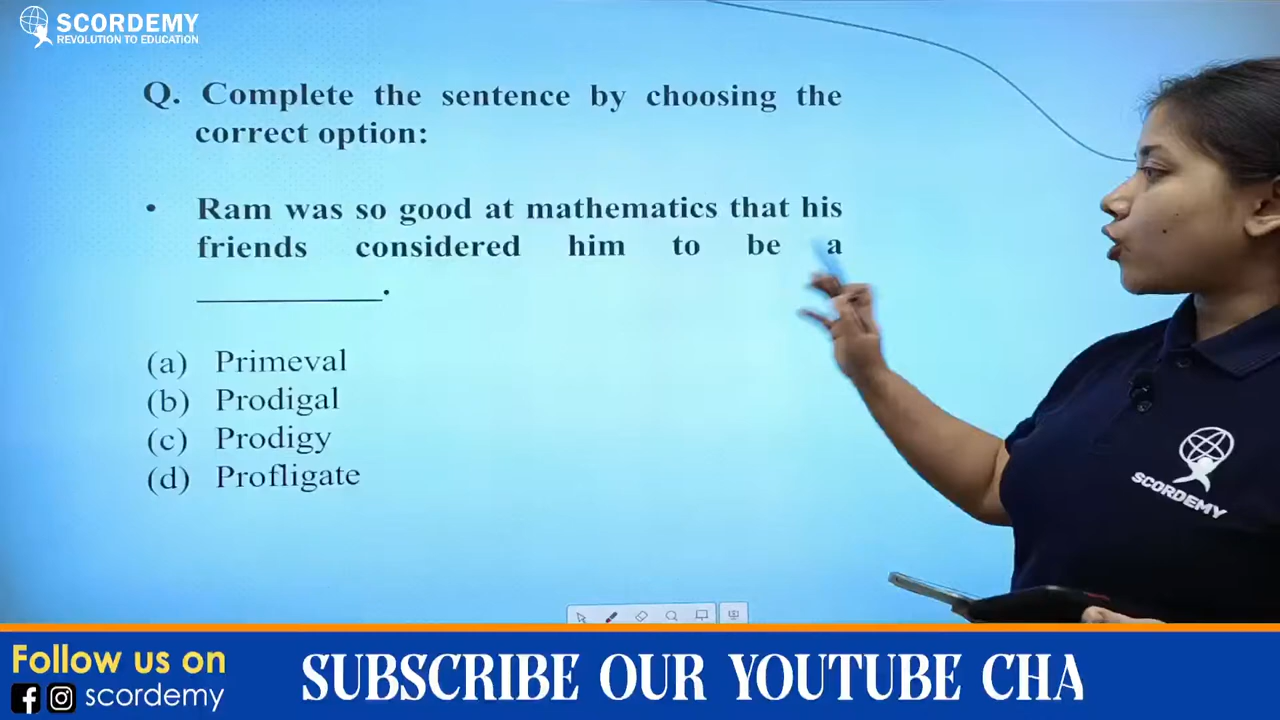 SCORDEMY
REVOLUTION TO EDUCATION
Q. Complete the sentence by choosing the
correct option:
• Ram was so good at mathematics that his
friends considered him to be a
____________.
(a) Primeval
(b) Prodigal
(c) Prodigy
(d) Profligate
SCORDEMY
Follow us on
scordemy
SUBSCRIBE OUR YOUTUBE CHA